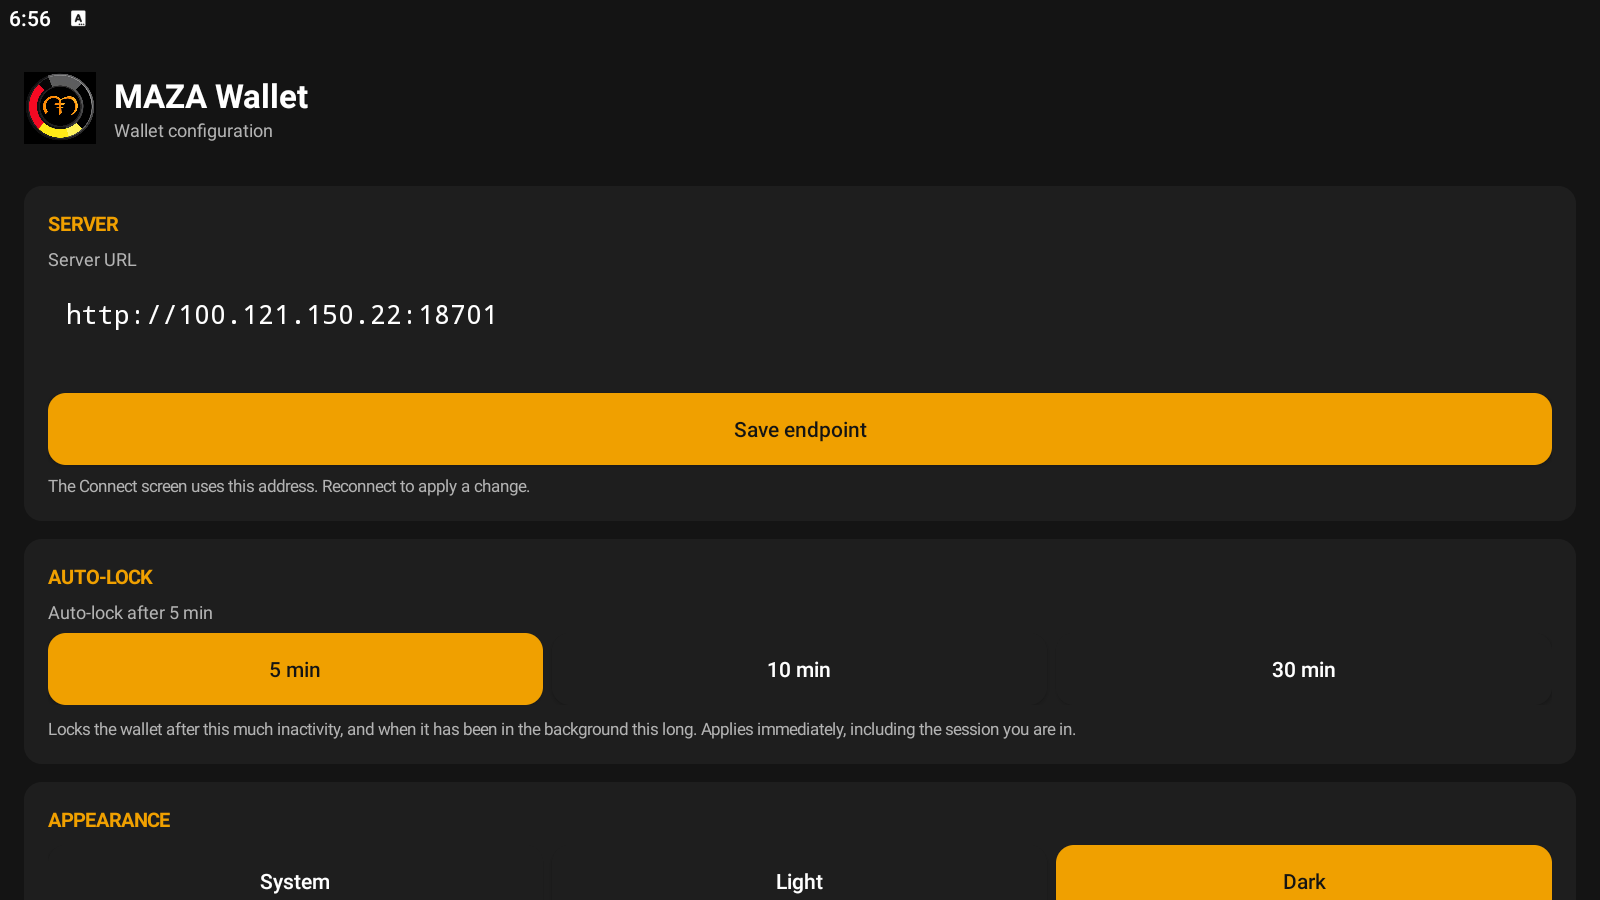 6:56
MAZA Wallet
Wallet configuration
SERVER
Server URL
http://100.121.150.22:18701
Save endpoint
The Connect screen uses this address. Reconnect to apply a change.
AUTO-LOCK
Auto-lock after 5 min
5 min 10 min 30 min
Locks the wallet after this much inactivity, and when it has been in the background this long. Applies immediately, including the session you are in.
APPEARANCE
System Light Dark